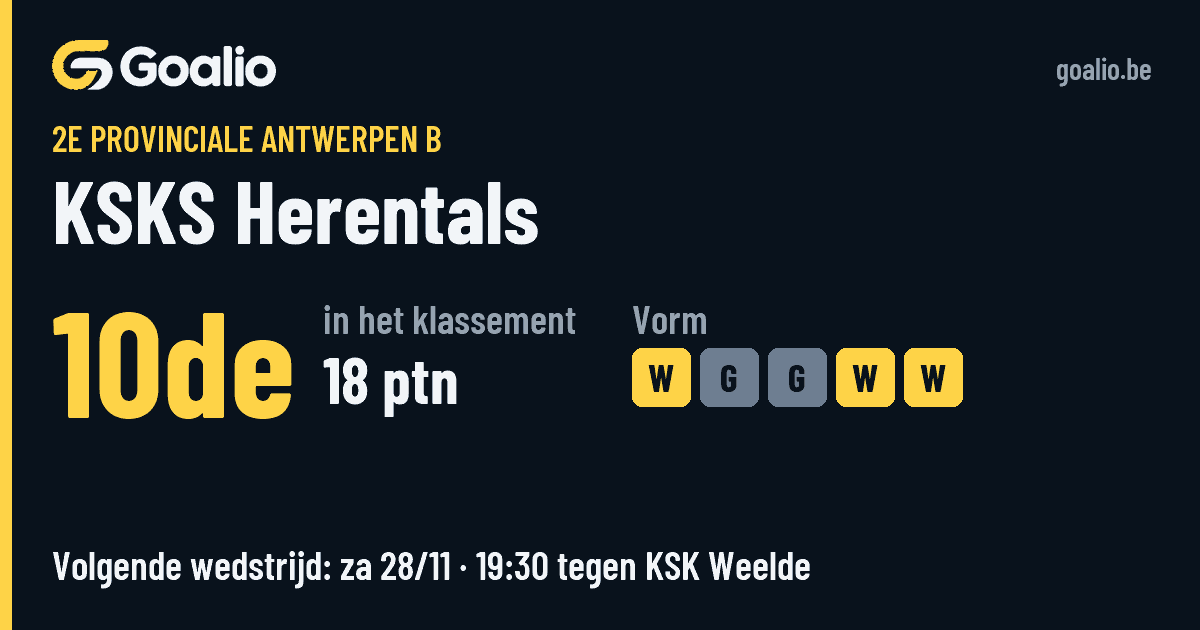 Goalio
goalio.be
2E PROVINCIALE ANTWERPEN B
KSKS Herentals
10de
in het klassement
18 ptn
Vorm
W G G W W
Volgende wedstrijd: za 28/11 · 19:30 tegen KSK Weelde